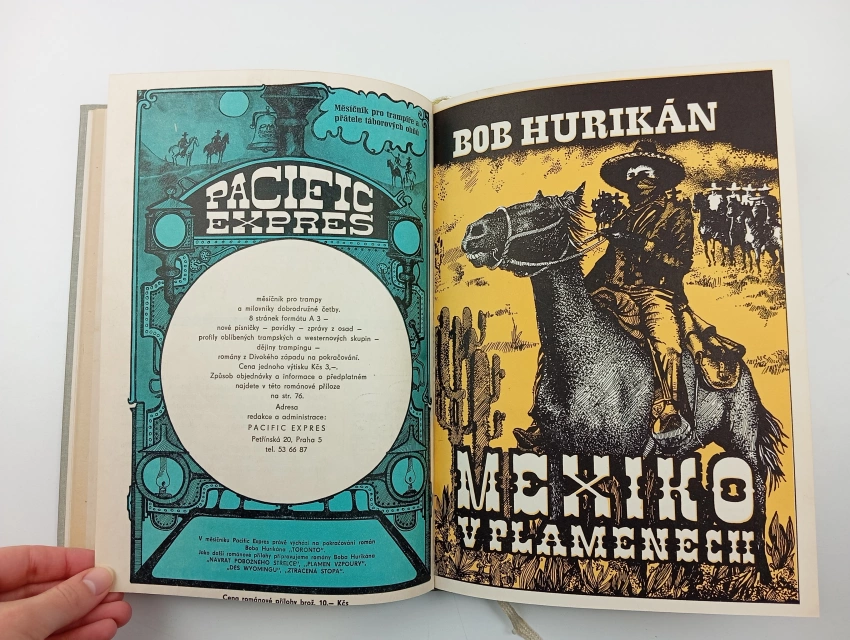 Měsíčník pro trampíře a
přátele táborových ohňů
PACIFIC
EXPRES
měsíčník pro trampy
a milovníky dobrodružné četby.
8 stránek formátu A 3 –
nové písničky – povídky – zprávy z osad –
profily oblíbených trampských a westernových skupin –
dějiny trampingu –
romány z Divokého západu na pokračování.
Cena jednoho výtisku Kčs 3,–.
Způsob objednávky a informace o předplatném
najdete v této románové příloze
na str. 76.
Adresa
redakce a administrace:
PACIFIC EXPRES
Petřínská 20, Praha 5
tel. 53 66 87
V měsíčníku Pacific Expres právě vychází na pokračování román
Boba Hurikána „TORONTO".
Jako další románové přílohy připravujeme romány Boba Hurikána
„NÁVRAT POBOŽNÉHO STŘELCE", „PLAMEN VZPOURY",
„DĚS WYOMINGU", „ZTRACENÁ STOPA".
Cena románové přílohy brož. 10,– Kčs
BOB HURIKÁN
MEXIKO
V PLAMENECH